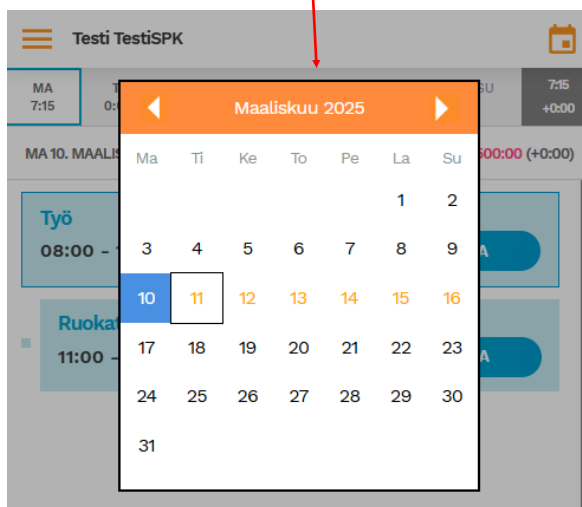 Testi TestiSPK
MA
7:15
0:
SU
7:15
+0:00
MA 10. MAALIS
500:00 (+0:00)
Maaliskuu 2025
Ma Ti Ke To Pe La Su
1 2
3 4 5 6 7 8 9
10 11 12 13 14 15 16
17 18 19 20 21 22 23
24 25 26 27 28 29 30
31
Työ
08:00 –
A
Ruokat
11:00 –
A